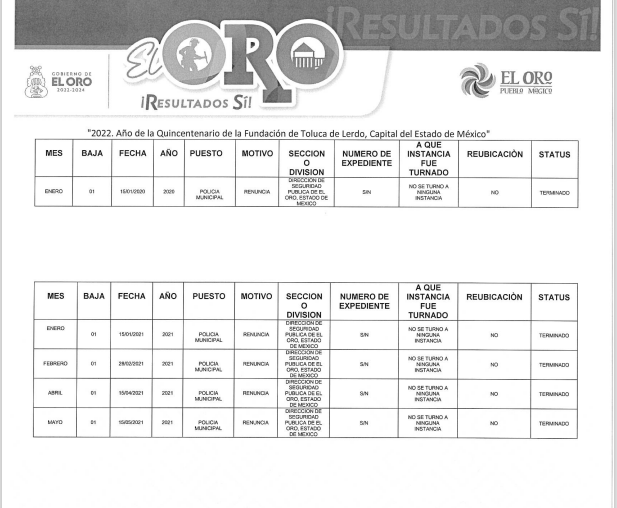 ¡RESULTADOS SÍ!
GOBIERNO DE
EL ORO
2022-2024
El ORO
¡RESULTADOS SÍ!
EL ORO
PUEBLO MÁGICO
"2022. Año de la Quincentenario de la Fundación de Toluca de Lerdo, Capital del Estado de México"
MES BAJA FECHA AÑO PUESTO MOTIVO SECCION O DIVISION NUMERO DE EXPEDIENTE A QUE INSTANCIA FUE TURNADO REUBICACIÒN STATUS
ENERO 01 15/01/2020 2020 POLICIA MUNICIPAL RENUNCIA DIRECCION DE SEGURIDAD PUBLICA DE EL ORO, ESTADO DE MEXICO S/N NO SE TURNO A NINGUNA INSTANCIA NO TERMINADO
MES BAJA FECHA AÑO PUESTO MOTIVO SECCION O DIVISION NUMERO DE EXPEDIENTE A QUE INSTANCIA FUE TURNADO REUBICACIÒN STATUS
ENERO 01 15/01/2021 2021 POLICIA MUNICIPAL RENUNCIA DIRECCION DE SEGURIDAD PUBLICA DE EL ORO, ESTADO DE MEXICO S/N NO SE TURNO A NINGUNA INSTANCIA NO TERMINADO
FEBRERO 01 28/02/2021 2021 POLICIA MUNICIPAL RENUNCIA DIRECCION DE SEGURIDAD PUBLICA DE EL ORO, ESTADO DE MEXICO S/N NO SE TURNO A NINGUNA INSTANCIA NO TERMINADO
ABRIL 01 15/04/2021 2021 POLICIA MUNICIPAL RENUNCIA DIRECCION DE SEGURIDAD PUBLICA DE EL ORO, ESTADO DE MEXICO S/N NO SE TURNO A NINGUNA INSTANCIA NO TERMINADO
MAYO 01 15/05/2021 2021 POLICIA MUNICIPAL RENUNCIA DIRECCION DE SEGURIDAD PUBLICA DE EL ORO, ESTADO DE MEXICO S/N NO SE TURNO A NINGUNA INSTANCIA NO TERMINADO